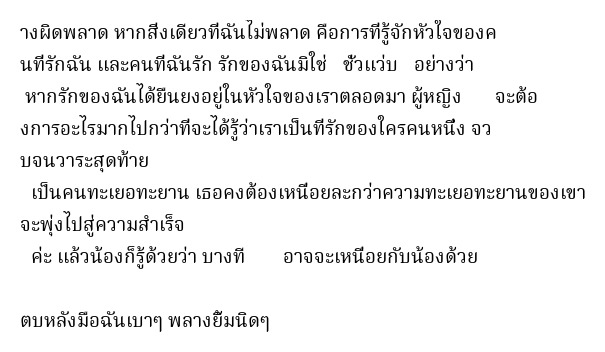 างผิดพลาด หากสิ่งเดียวที่ฉันไม่พลาด คือการที่รู้จักหัวใจของค
นที่รักฉัน และคนที่ฉันรัก รักของฉันมิใช่ ชั่วแว่บ อย่างว่า
หากรักของฉันได้ยืนยงอยู่ในหัวใจของเราตลอดมา ผู้หญิง จะต้อ
งการอะไรมากไปกว่าที่จะได้รู้ว่าเราเป็นที่รักของใครคนหนึ่ง จว
บจนวาระสุดท้าย
เป็นคนทะเยอทะยาน เธอคงต้องเหนื่อยละกว่าความทะเยอทะยานของเขา
จะพุ่งไปสู่ความสำเร็จ
ค่ะ แล้วน้องก็รู้ด้วยว่า บางที อาจจะเหนื่อยกับน้องด้วย
ตบหลังมือฉันเบาๆ พลางยิ้มนิดๆ